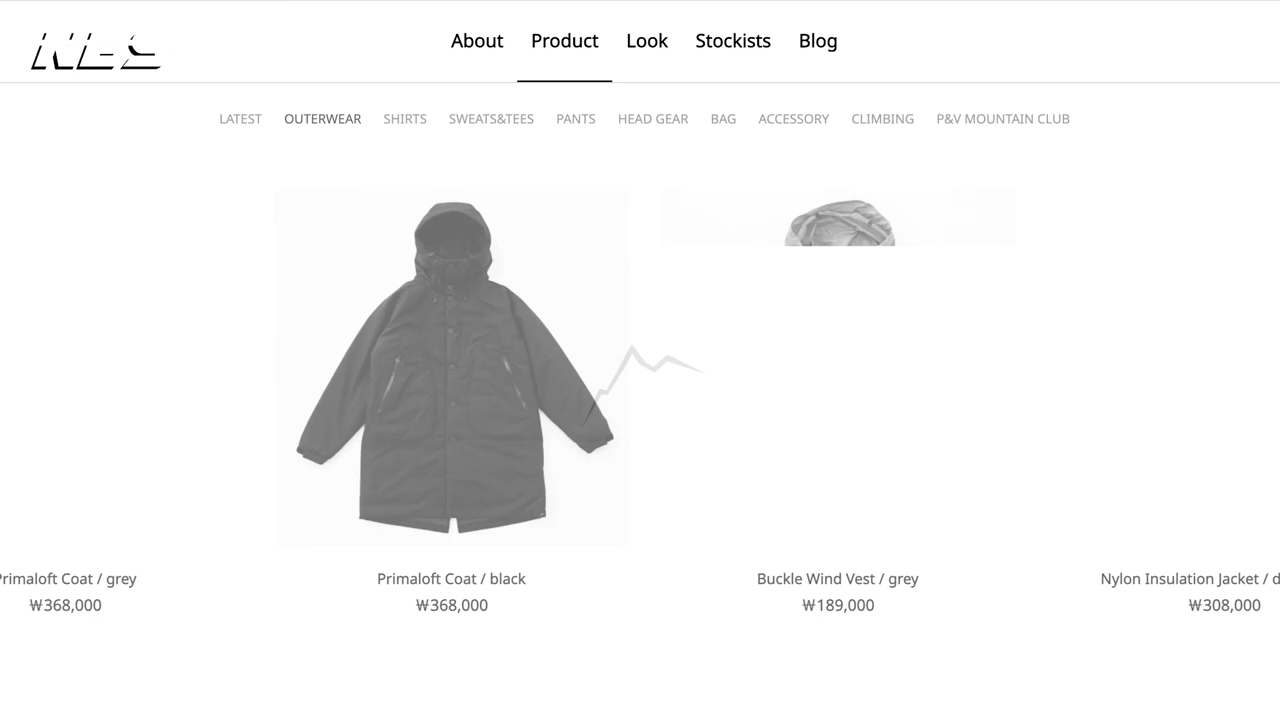 About Product Look Stockists Blog
LATEST OUTERWEAR SHIRTS SWEATS&TEES PANTS HEAD GEAR BAG ACCESSORY CLIMBING P&V MOUNTAIN CLUB
Primaloft Coat / grey
₩368,000
Primaloft Coat / black
₩368,000
Buckle Wind Vest / grey
₩189,000
Nylon Insulation Jacket /
₩308,000